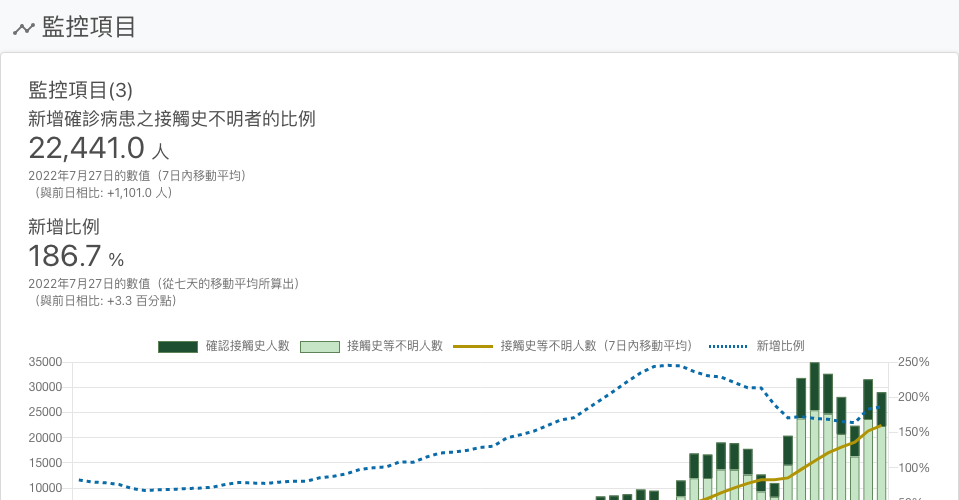 監控項目
監控項目(3)
新增確診病患之接觸史不明者的比例
22,441.0 人
2022年7月27日的數值（7日內移動平均）
（與前日相比: +1,101.0 人）
新增比例
186.7 %
2022年7月27日的數值（從七天的移動平均所算出）
（與前日相比: +3.3 百分點）
確認接觸史人數 接觸史等不明人數 接觸史等不明人數（7日內移動平均） 新增比例
35000 250%
30000
25000 200%
20000 150%
15000 100%
10000